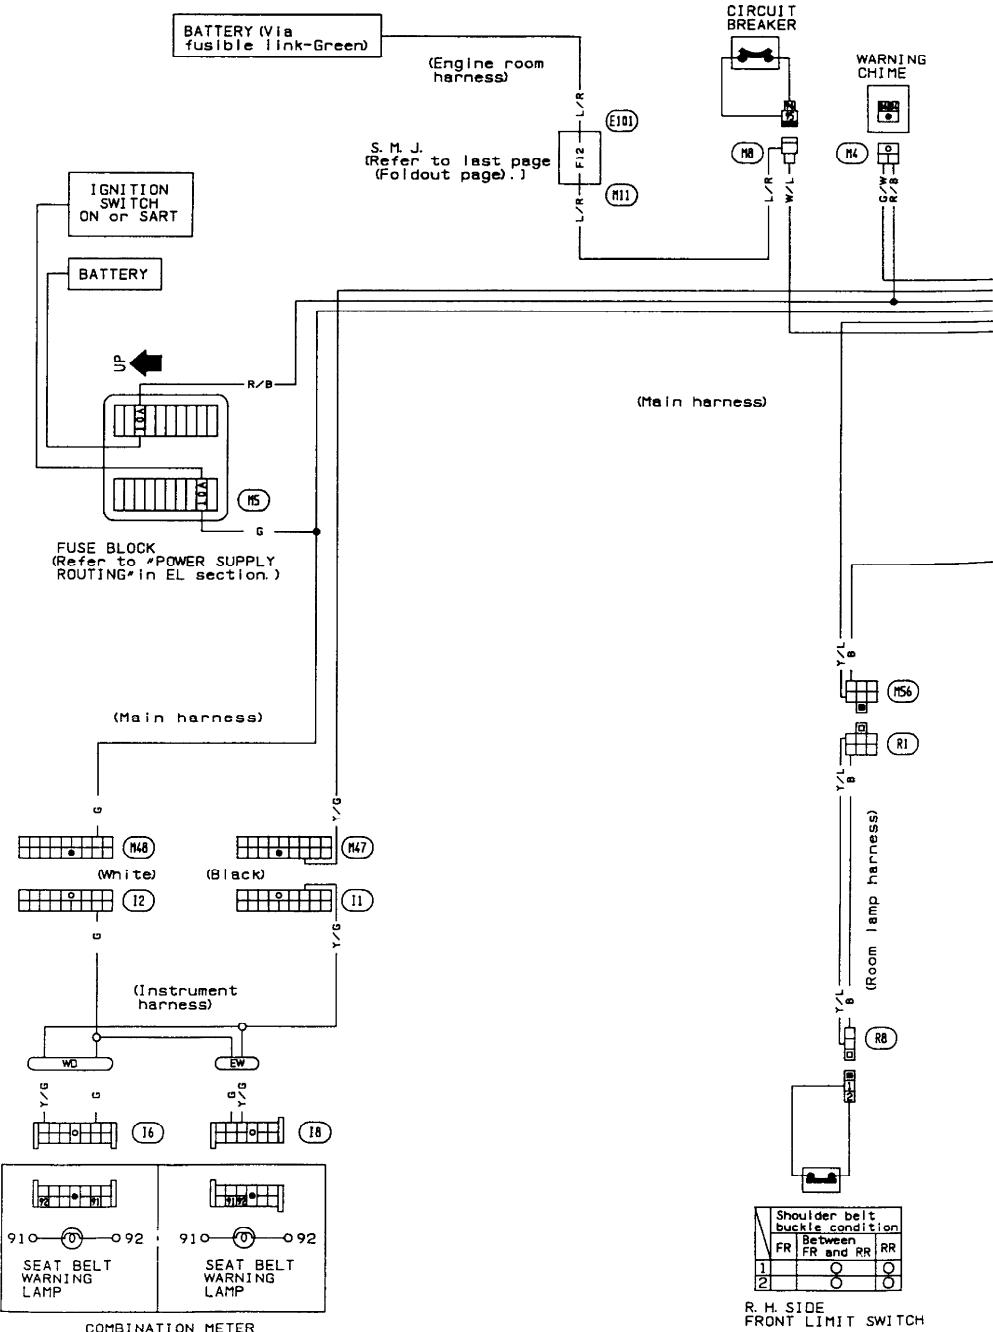 BATTERY (Via
fusible link-Green)
(Engine room
harness)
CIRCUIT
BREAKER
WARNING
CHIME
L/R
E101
S. M. J.
(Refer to last page
(Foldout page).)
F12
M11
L/R
M8
L/R
W/L
M4
G/W
R/B
IGNITION
SWITCH
ON or SART
BATTERY
UP
R/B
10A
(Main harness)
10A
M5
G
FUSE BLOCK
(Refer to "POWER SUPPLY
ROUTING" in EL section.)
Y/L
B
M56
R1
Y/L
B
(Main harness)
G
Y/G
M48
M47
(White)
(Black)
I2
I1
G
Y/G
(Room lamp harness)
(Instrument
harness)
Y/L
B
R8
WD
EW
Y/G
G
G
Y/G
1
2
I6
I8
92
91
91
92
91
92
91
92
SEAT BELT
WARNING
LAMP
SEAT BELT
WARNING
LAMP
COMBINATION METER
Shoulder belt
buckle condition
FR
Between
FR and RR
RR
1
2
R. H. SIDE
FRONT LIMIT SWITCH